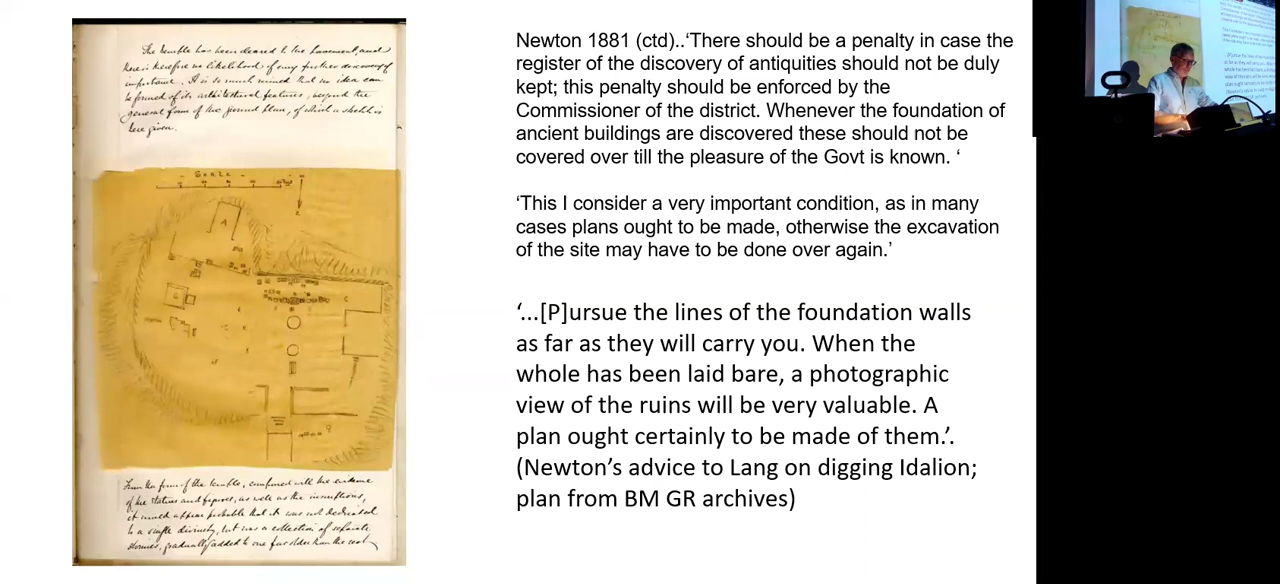 The temple has been cleared to the basement and
there is therefore no likelihood of any further discovery of
importance. It is so much ruined that no idea can
be formed of its architectural features, beyond the
general form of the ground plan, of which a sketch is
here given.
Scale
A
C
From the form of the temple, combined with the evidence
of the statues and figures, as well as the inscriptions,
it would appear probable that it was not dedicated
to a single divinity, but was a collection of separate
shrines, gradually added to one far older than the rest
Newton 1881 (ctd)..‘There should be a penalty in case the
register of the discovery of antiquities should not be duly
kept; this penalty should be enforced by the
Commissioner of the district. Whenever the foundation of
ancient buildings are discovered these should not be
covered over till the pleasure of the Govt is known. ‘
‘This I consider a very important condition, as in many
cases plans ought to be made, otherwise the excavation
of the site may have to be done over again.’
‘...[P]ursue the lines of the foundation walls
as far as they will carry you. When the
whole has been laid bare, a photographic
view of the ruins will be very valuable. A
plan ought certainly to be made of them.’.
(Newton’s advice to Lang on digging Idalion;
plan from BM GR archives)